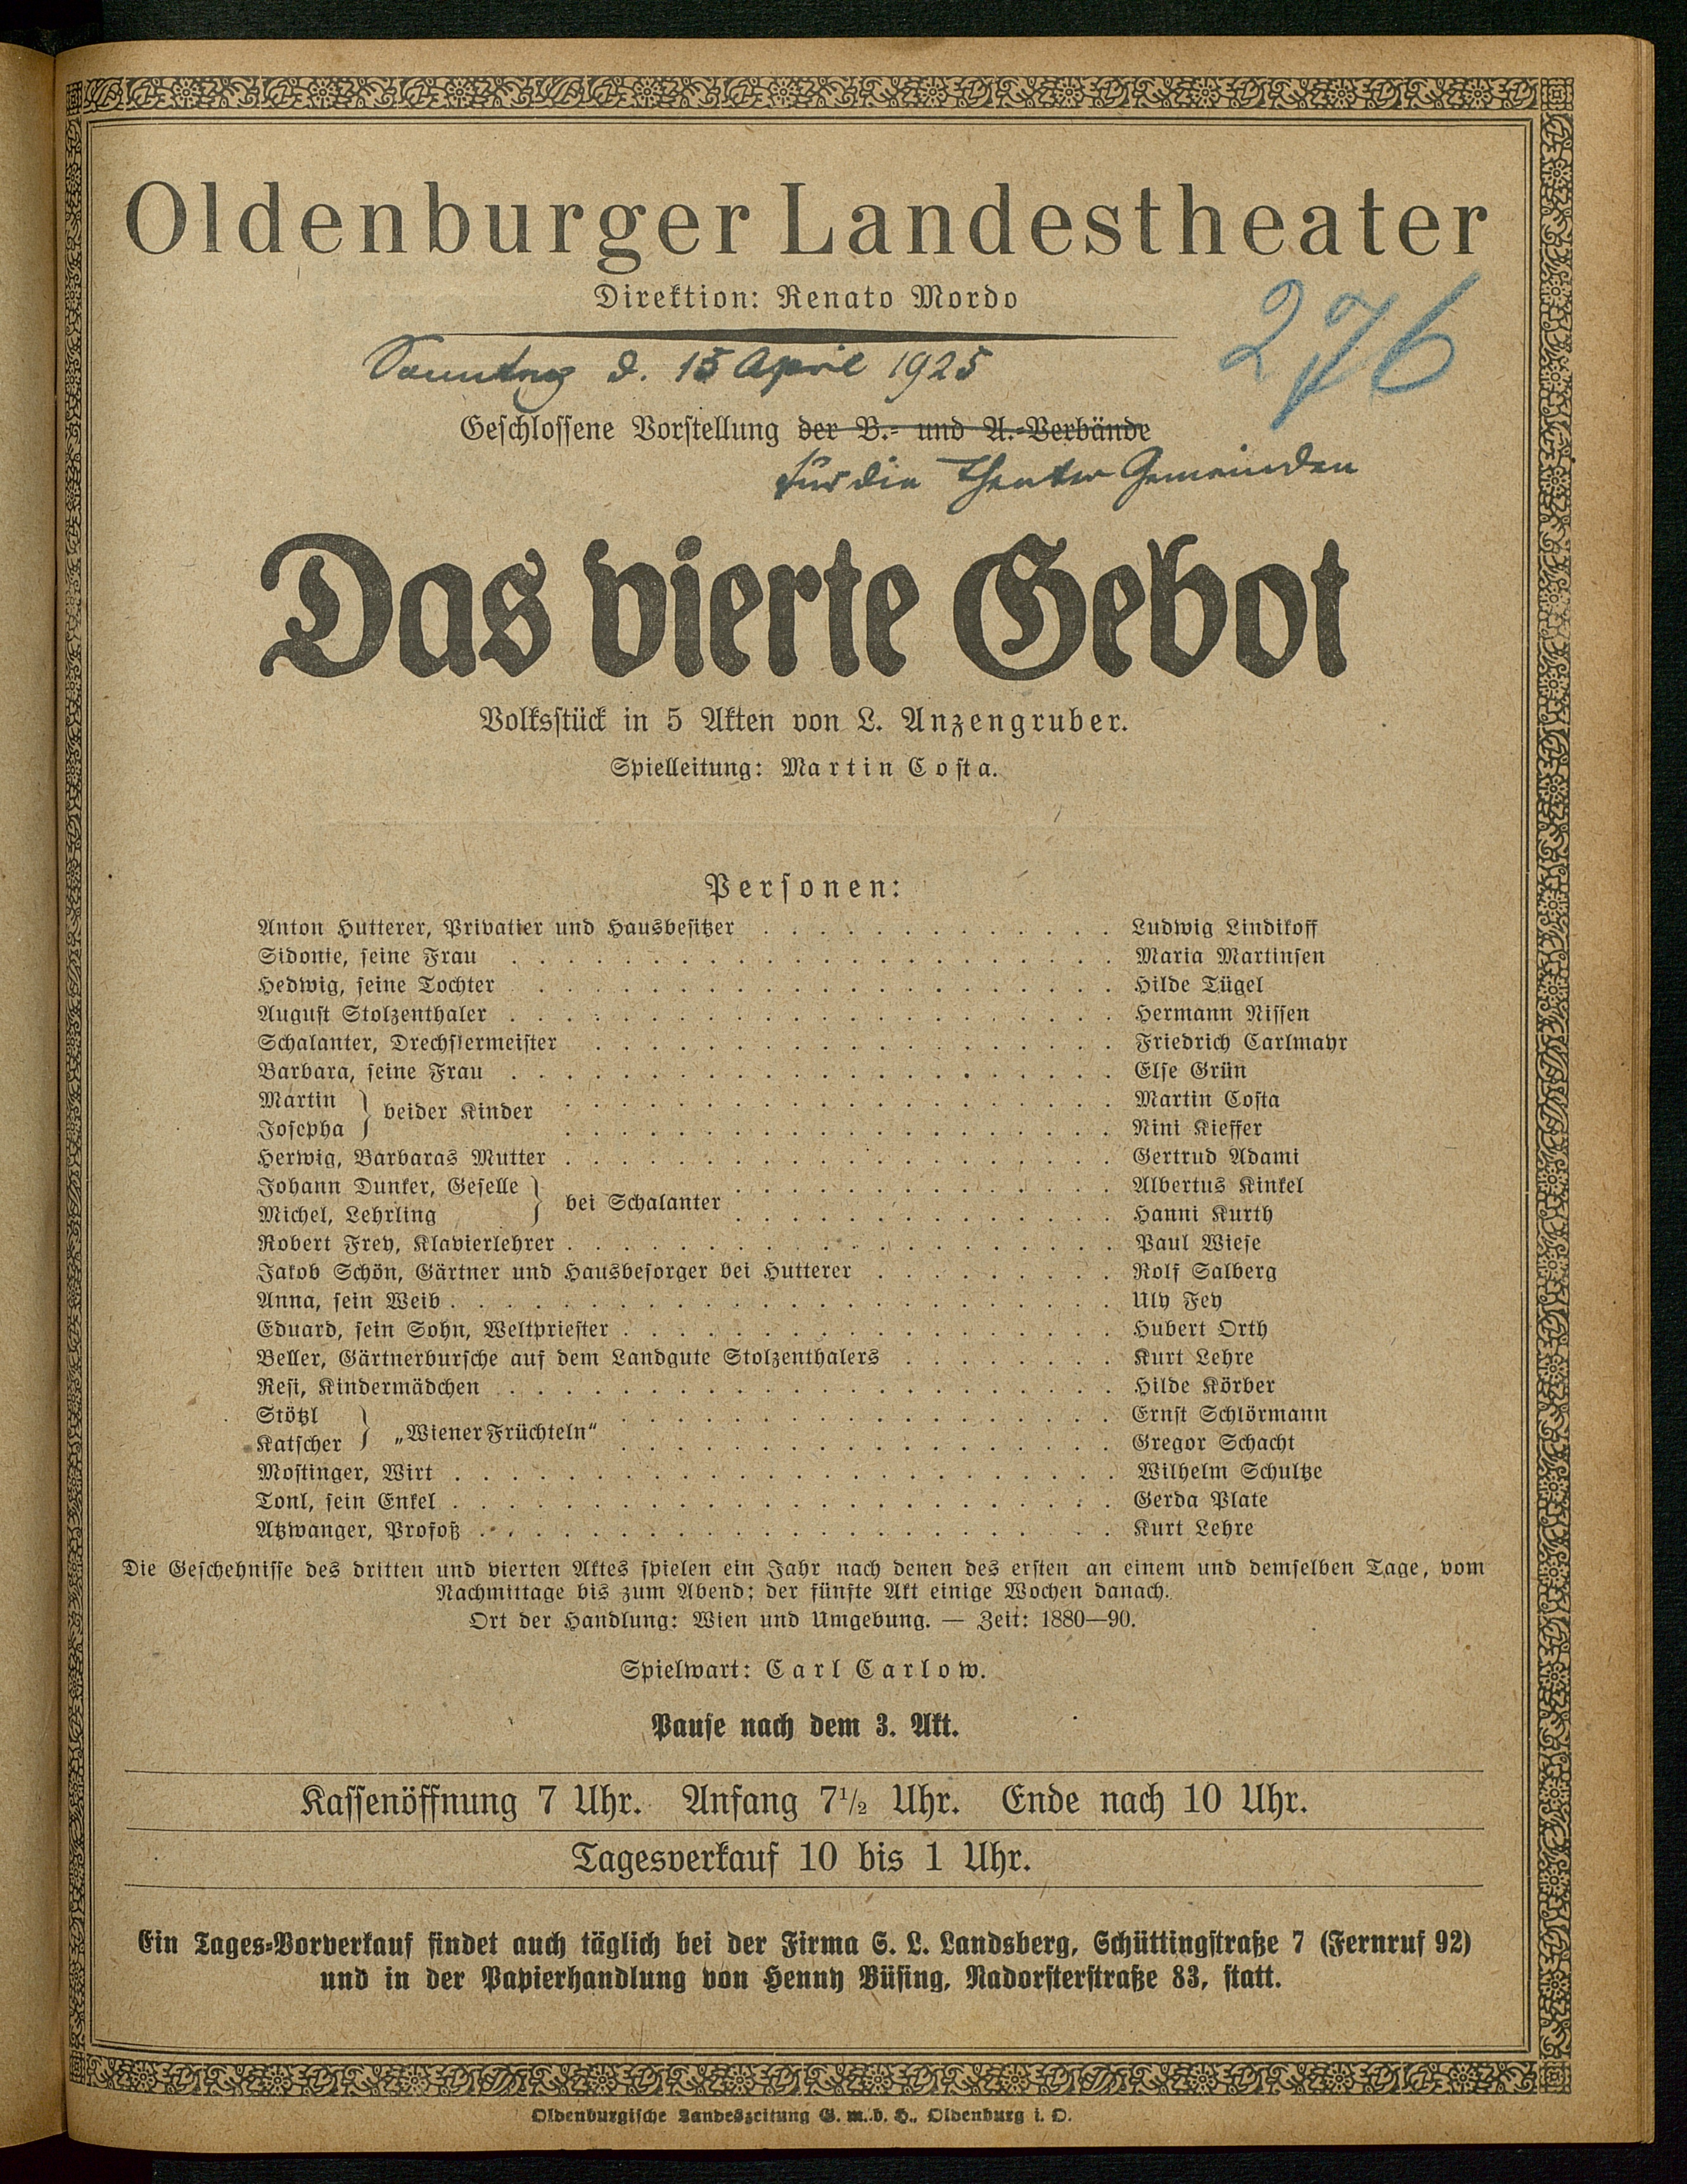 Oldenburger Landestheater
Direktion: Renato Mordo
276
Sonntag d. 15 April 1925
Geschlossene Vorstellung der B.- und A.-Verbände
für die Theater Gemeinden
Das vierte Gebot
Volksstück in 5 Akten von L. Anzengruber.
Spielleitung: Martin Costa.
Personen:
Anton Hutterer, Privatier und Hausbesitzer . . . . . . . . . . . . . Ludwig Lindikoff
Sidonie, seine Frau . . . . . . . . . . . . . . . . . . . . . . Maria Martinsen
Hedwig, seine Tochter . . . . . . . . . . . . . . . . . . . . . Hilde Tügel
August Stolzenthaler . . . . . . . . . . . . . . . . . . . . . . Hermann Nissen
Schalanter, Drechslermeister . . . . . . . . . . . . . . . . . . . Friedrich Carlmayr
Barbara, seine Frau . . . . . . . . . . . . . . . . . . . . . . Else Grün
Martin } beider Kinder . . . . . . . . . . . . . . . . . . . . Martin Costa
Josepha } . . . . . . . . . . . . . . . . . . . . Nini Kieffer
Herwig, Barbaras Mutter . . . . . . . . . . . . . . . . . . . . Gertrud Adami
Johann Dunker, Geselle } bei Schalanter . . . . . . . . . . . . . . Albertus Kinkel
Michel, Lehrling } . . . . . . . . . . . . . . Hanni Kurth
Robert Frey, Klavierlehrer . . . . . . . . . . . . . . . . . . . . Paul Wiese
Jakob Schön, Gärtner und Hausbesorger bei Hutterer . . . . . . . . . Rolf Salberg
Anna, sein Weib . . . . . . . . . . . . . . . . . . . . . . . . Uly Fey
Eduard, sein Sohn, Weltpriester . . . . . . . . . . . . . . . . . . Hubert Orth
Beller, Gärtnerbursche auf dem Landgute Stolzenthalers . . . . . . . . Kurt Lehre
Resi, Kindermädchen . . . . . . . . . . . . . . . . . . . . . . Hilde Körber
Stötzl } „Wiener Früchteln“ . . . . . . . . . . . . . . . . . . Ernst Schlörmann
Katscher } . . . . . . . . . . . . . . . . . . Gregor Schacht
Mostinger, Wirt . . . . . . . . . . . . . . . . . . . . . . . . Wilhelm Schultze
Tonl, sein Enkel . . . . . . . . . . . . . . . . . . . . . . . . Gerda Plate
Atzwanger, Profoß . . . . . . . . . . . . . . . . . . . . . . . Kurt Lehre
Die Geschehnisse des dritten und vierten Aktes spielen ein Jahr nach denen des ersten an einem und demselben Tage, vom
Nachmittage bis zum Abend; der fünfte Akt einige Wochen danach.
Ort der Handlung: Wien und Umgebung. — Zeit: 1880—90.
Spielwart: Carl Carlow.
Pause nach dem 3. Akt.
Kassenöffnung 7 Uhr. Anfang 7½ Uhr. Ende nach 10 Uhr.
Tagesverkauf 10 bis 1 Uhr.
Ein Tages-Vorverkauf findet auch täglich bei der Firma S. L. Landsberg, Schüttingstraße 7 (Fernruf 92)
und in der Papierhandlung von Henny Büsing, Nadorsterstraße 83, statt.
Oldenburgische Landeszeitung G. m. b. H., Oldenburg i. O.